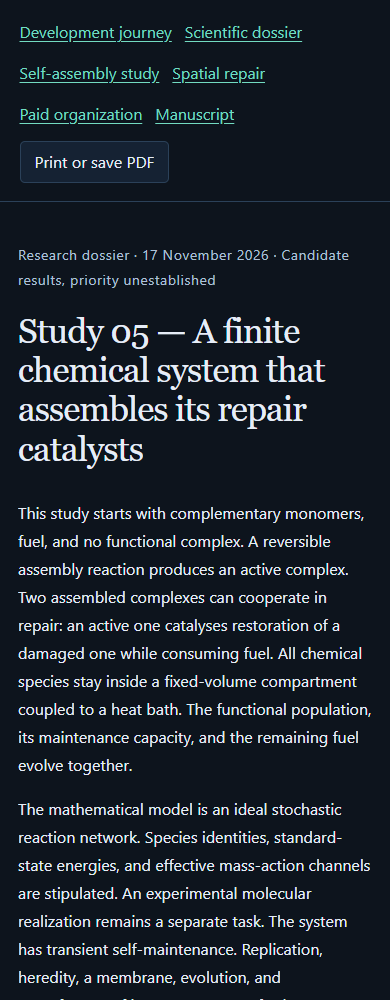 Development journey Scientific dossier
Self-assembly study Spatial repair
Paid organization Manuscript
Print or save PDF
Research dossier · 17 November 2026 · Candidate
results, priority unestablished
Study 05 — A finite
chemical system that
assembles its repair
catalysts
This study starts with complementary monomers,
fuel, and no functional complex. A reversible
assembly reaction produces an active complex.
Two assembled complexes can cooperate in
repair: an active one catalyses restoration of a
damaged one while consuming fuel. All chemical
species stay inside a fixed-volume compartment
coupled to a heat bath. The functional population,
its maintenance capacity, and the remaining fuel
evolve together.
The mathematical model is an ideal stochastic
reaction network. Species identities, standard-
state energies, and effective mass-action channels
are stipulated. An experimental molecular
realization remains a separate task. The system
has transient self-maintenance. Replication,
heredity, a membrane, evolution, and